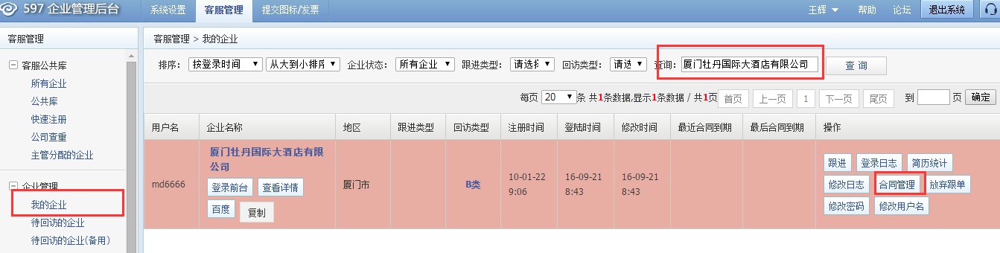 597 企业管理后台 系统设置 客服管理 提交图标/发票 王辉 帮助 论坛 退出系统
客服管理
客服公共库
所有企业
公共库
快速注册
公司查重
主管分配的企业
企业管理
我的企业
待回访的企业
待回访的企业(备用)
客服管理 > 我的企业
排序: 按登录时间 从大到小排序 企业状态: 所有企业 跟进类型: 请选择 回访类型: 请选 查询: 厦门牡丹国际大酒店有限公司 查 询
每页 20 条 共1条数据,显示1条数据 / 共1页 首页 上一页 1 下一页 尾页 到 页 确定
用户名 企业名称 地区 跟进类型 回访类型 注册时间 登陆时间 修改时间 最近合同到期 最后合同到期 操作
md6666
厦门牡丹国际大酒店有限
公司
登录前台 查看详情
百度 复制
厦门市
B类
10-01-22
9:06
16-09-21
8:43
16-09-21
8:43
跟进 登录日志 简历统计
修改日志 合同管理 放弃跟单
修改密码 修改用户名